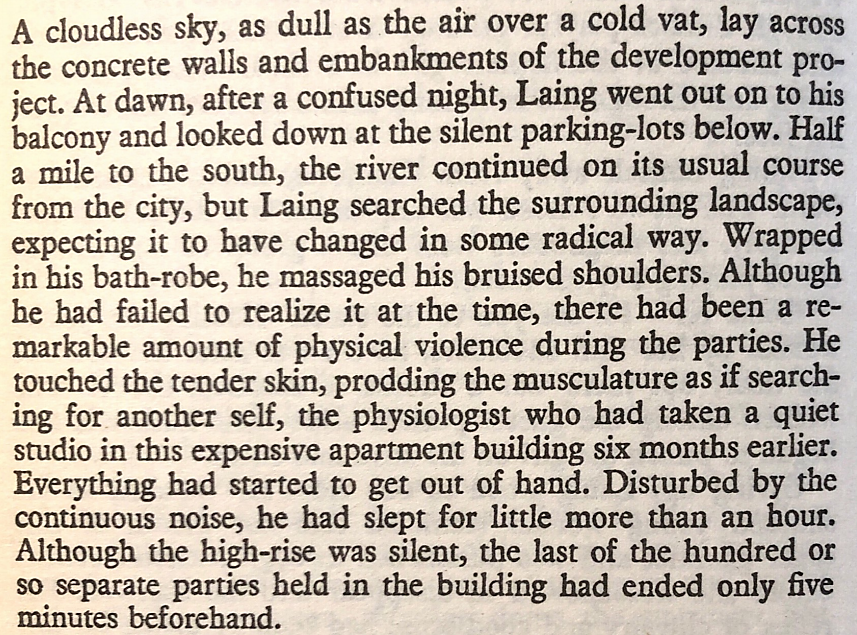 A cloudless sky, as dull as the air over a cold vat, lay across
the concrete walls and embankments of the development pro-
ject. At dawn, after a confused night, Laing went out on to his
balcony and looked down at the silent parking-lots below. Half
a mile to the south, the river continued on its usual course
from the city, but Laing searched the surrounding landscape,
expecting it to have changed in some radical way. Wrapped
in his bath-robe, he massaged his bruised shoulders. Although
he had failed to realize it at the time, there had been a re-
markable amount of physical violence during the parties. He
touched the tender skin, prodding the musculature as if search-
ing for another self, the physiologist who had taken a quiet
studio in this expensive apartment building six months earlier.
Everything had started to get out of hand. Disturbed by the
continuous noise, he had slept for little more than an hour.
Although the high-rise was silent, the last of the hundred or
so separate parties held in the building had ended only five
minutes beforehand.